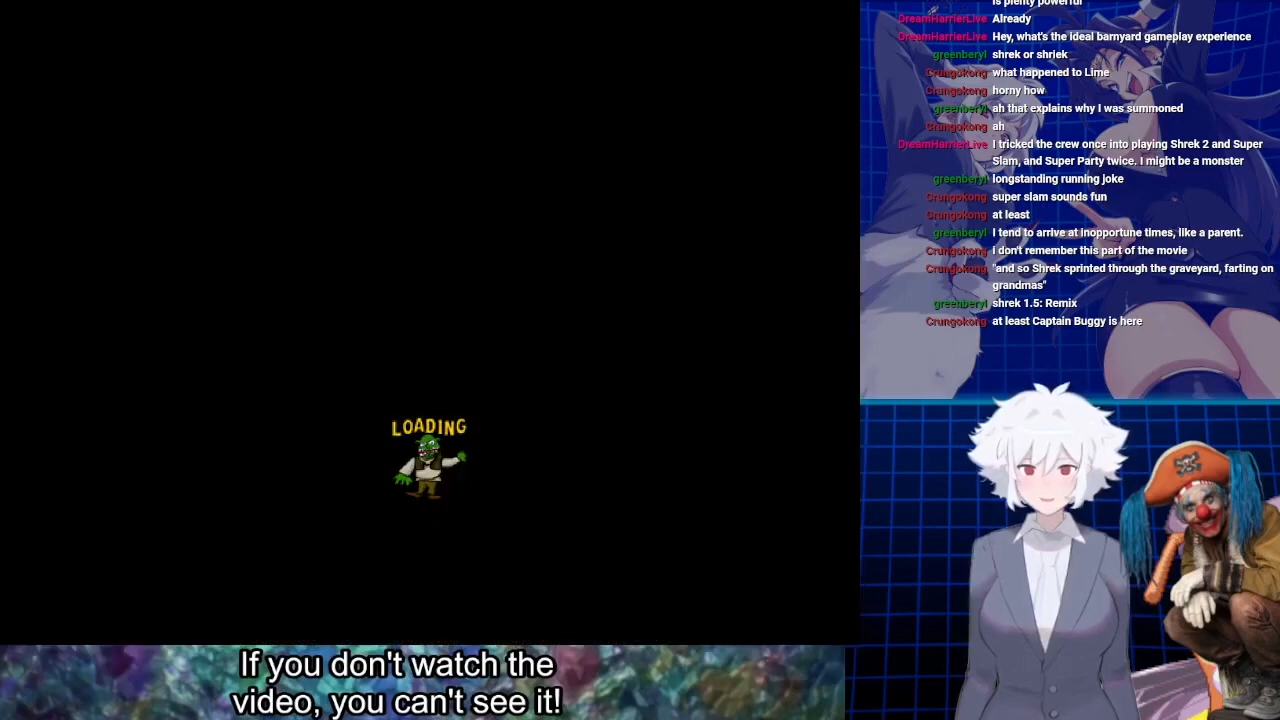 is plenty powerful
DreamHarrierLive Already
DreamHarrierLive Hey, what's the ideal barnyard gameplay experience
greenberyl shrek or shriek
Crungokong what happened to Lime
Crungokong horny how
greenberyl ah that explains why I was summoned
Crungokong ah
DreamHarrierLive I tricked the crew once into playing Shrek 2 and Super
Slam, and Super Party twice. I might be a monster
greenberyl longstanding running joke
Crungokong super slam sounds fun
Crungokong at least
greenberyl I tend to arrive at inopportune times, like a parent.
Crungokong I don't remember this part of the movie
Crungokong "and so Shrek sprinted through the graveyard, farting on
grandmas"
greenberyl shrek 1.5: Remix
Crungokong at least Captain Buggy is here
LOADING
If you don't watch the
video, you can't see it!